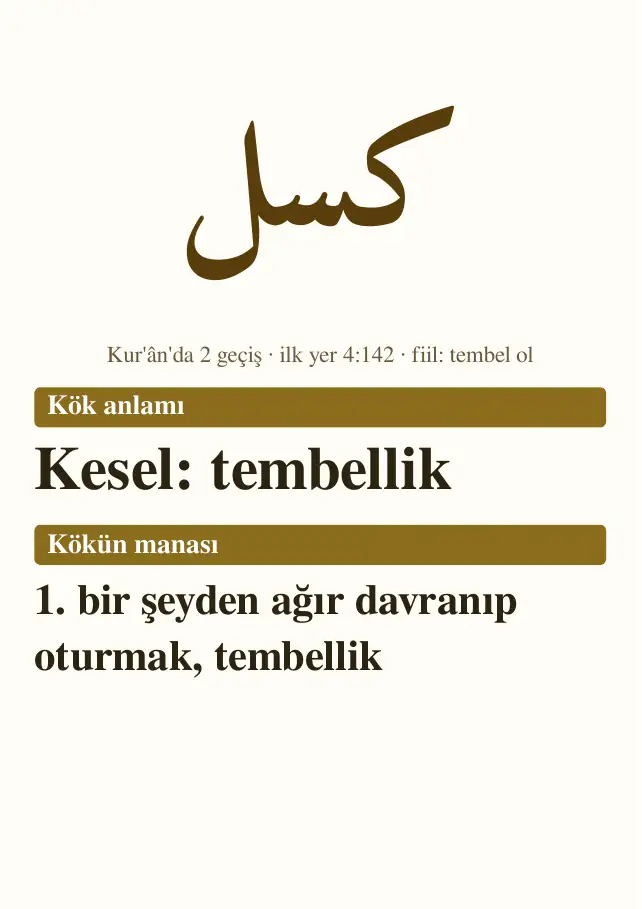 كسل
Kur'ân'da 2 geçiş · ilk yer 4:142 · fiil: tembel ol
Kök anlamı
Kesel: tembellik
Kökün manası
1. bir şeyden ağır davranıp
oturmak, tembellik